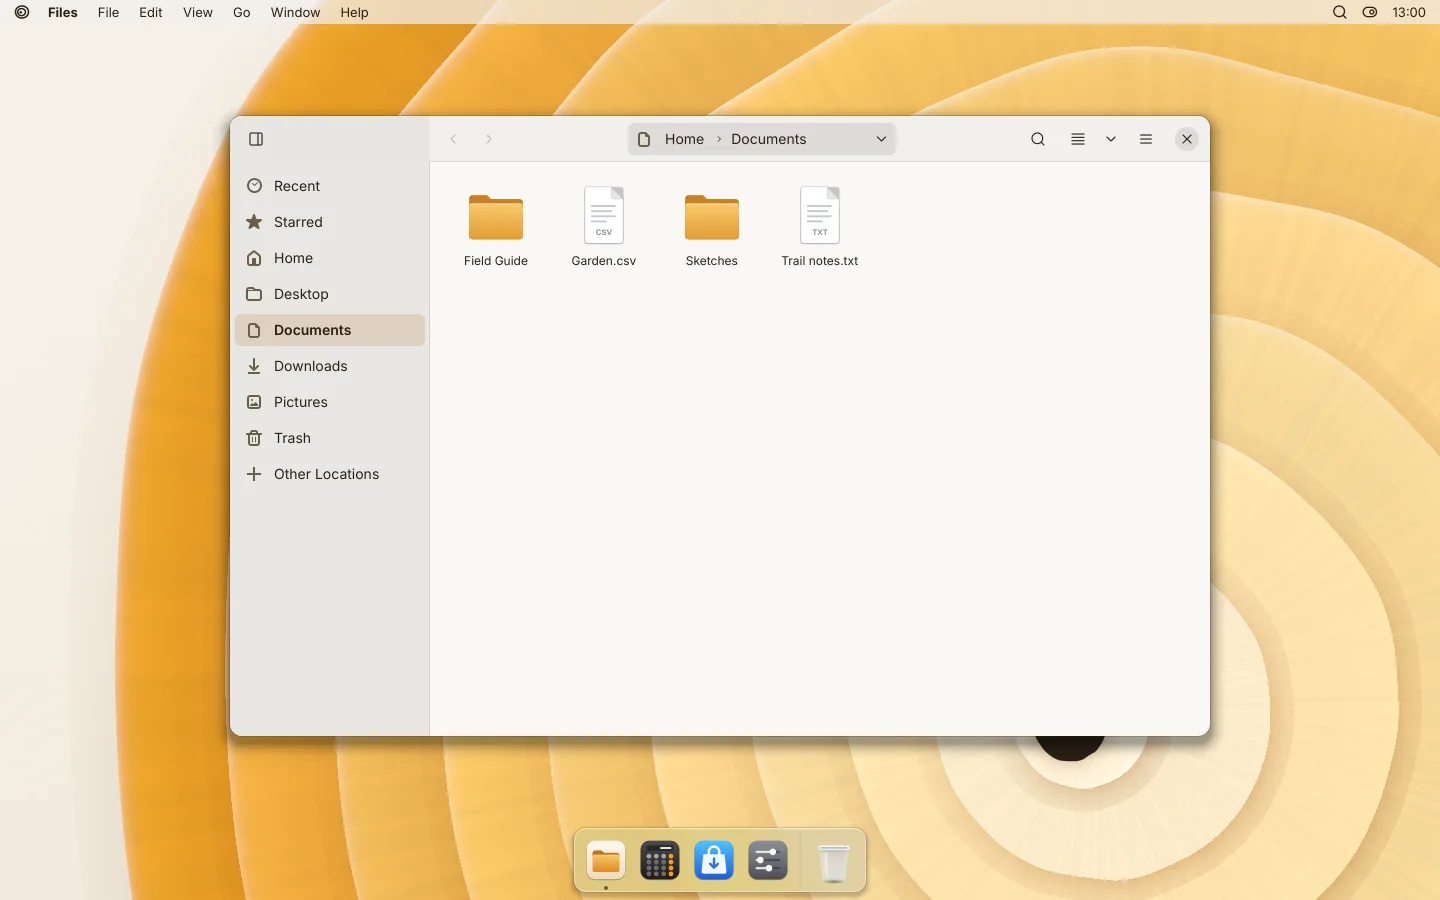 Files File Edit View Go Window Help 13:00
Home › Documents
Recent
Starred
Home
Desktop
Documents
Downloads
Pictures
Trash
Other Locations
CSV TXT
Field Guide Garden.csv Sketches Trail notes.txt